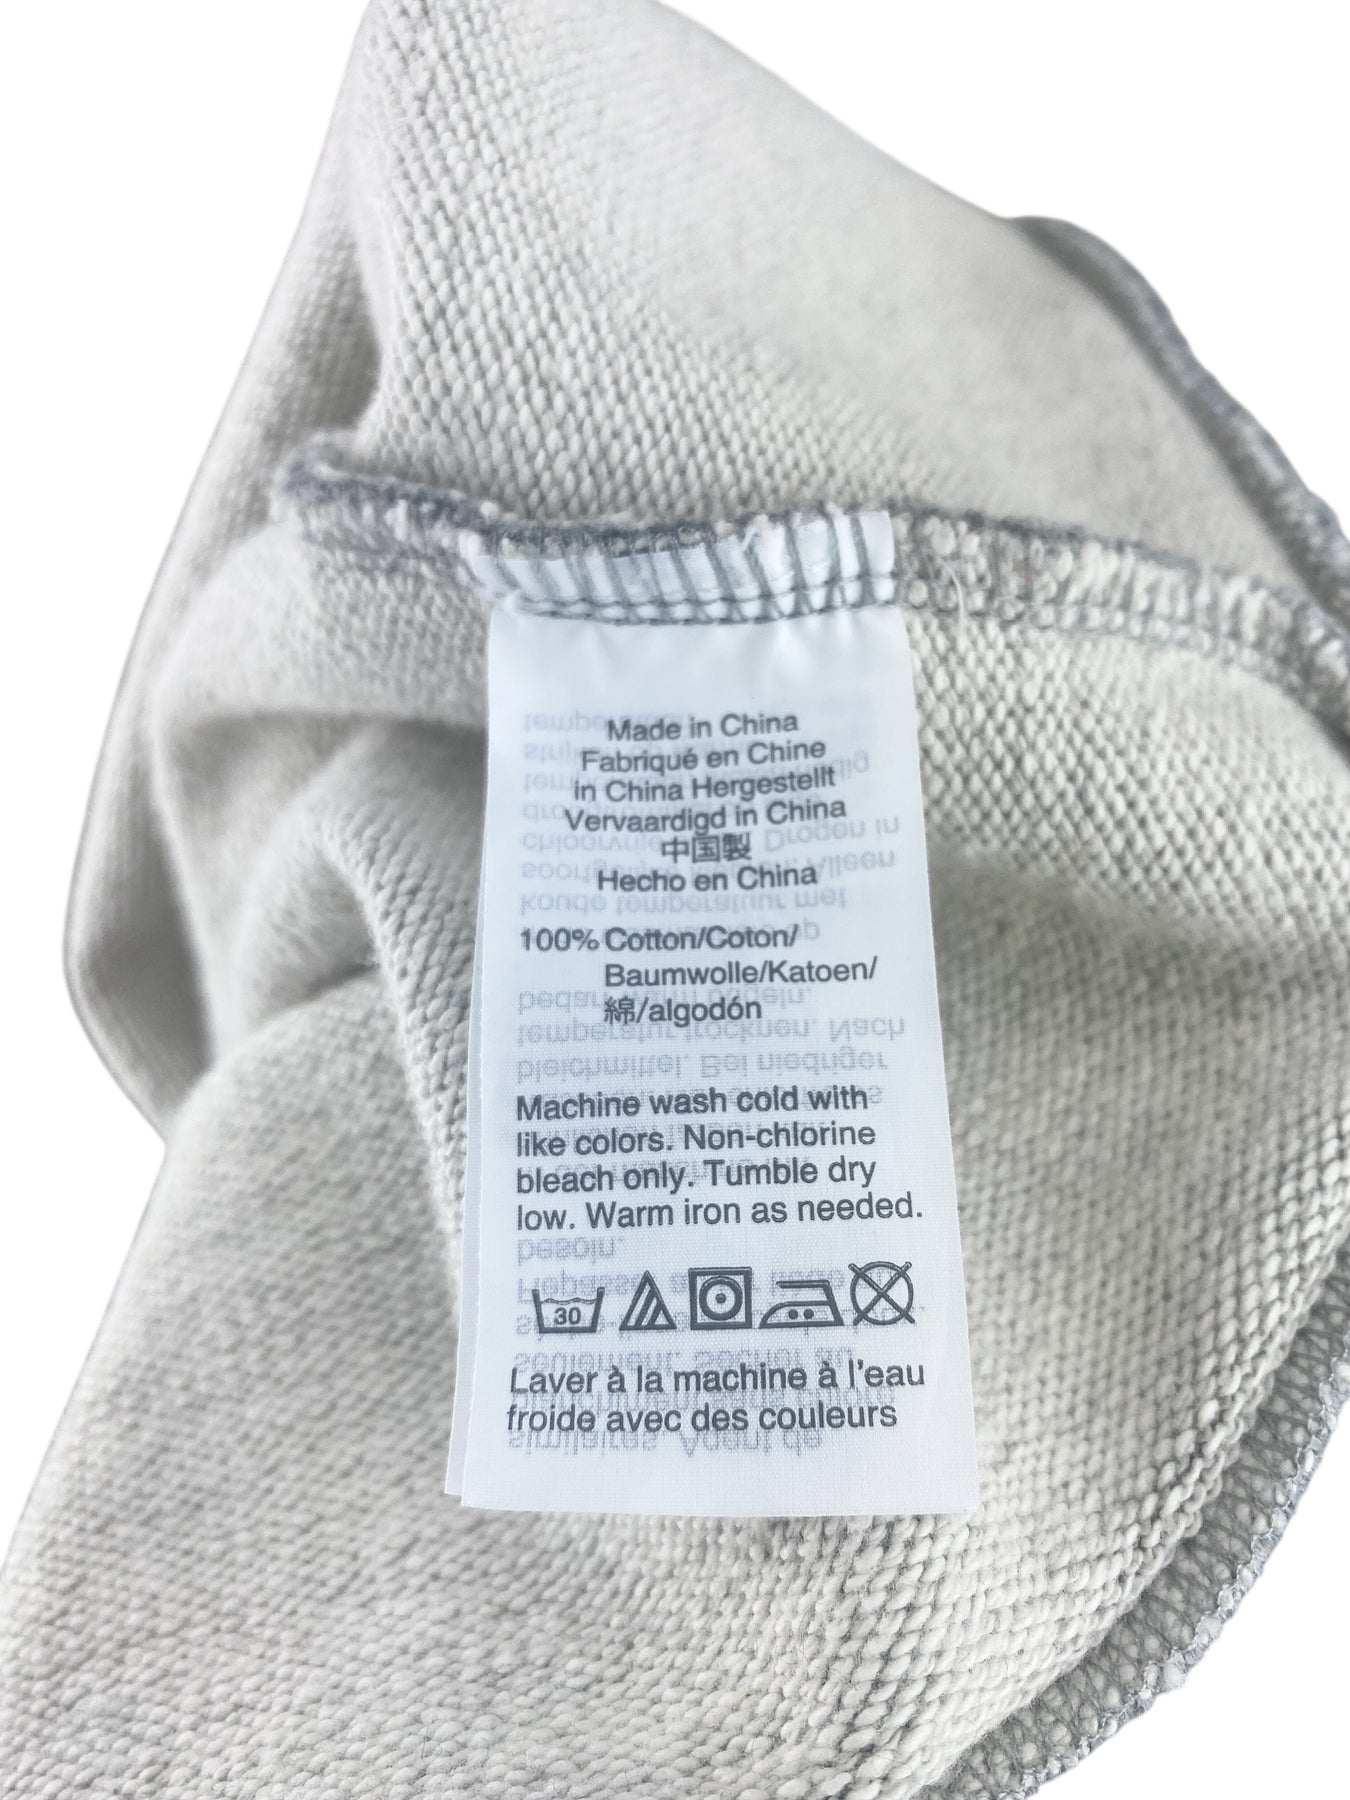 Made in China
Fabriqué en Chine
in China Hergestellt
Vervaardigd in China
中国製
Hecho en China
100% Cotton/Coton/
Baumwolle/Katoen/
綿/algodón
Machine wash cold with
like colors. Non-chlorine
bleach only. Tumble dry
low. Warm iron as needed.
30
Laver à la machine à l'eau
froide avec des couleurs